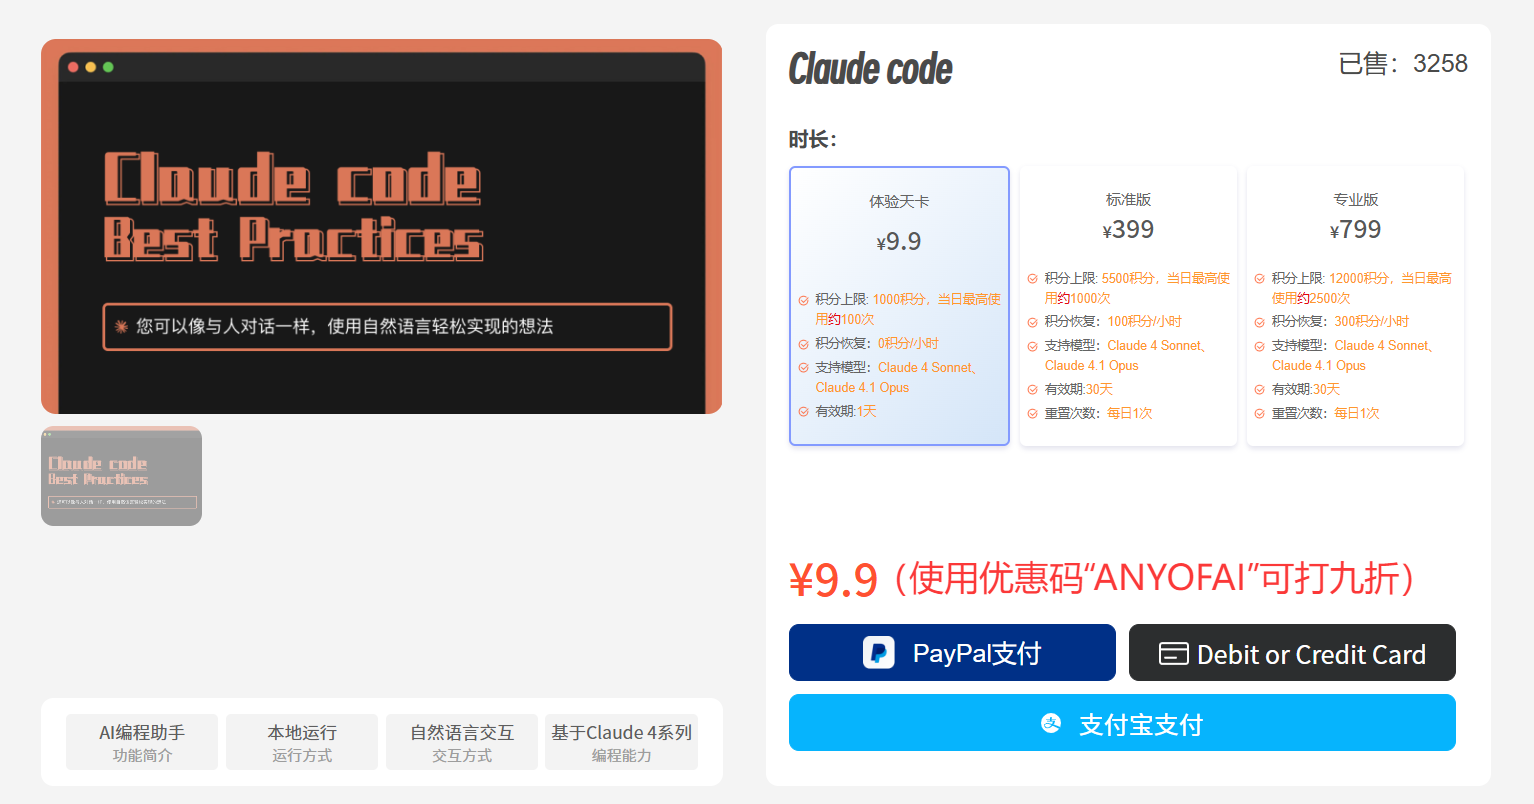 Claude code
Best Practices
您可以像与人对话一样，使用自然语言轻松实现的想法
Claude code
Best Practices
AI编程助手
功能简介
本地运行
运行方式
自然语言交互
交互方式
基于Claude 4系列
编程能力
Claude code
已售：3258
时长：
体验天卡
¥9.9
积分上限: 1000积分，当日最高使
用约100次
积分恢复：0积分/小时
支持模型：Claude 4 Sonnet、
Claude 4.1 Opus
有效期:1天
标准版
¥399
积分上限: 5500积分，当日最高使
用约1000次
积分恢复：100积分/小时
支持模型：Claude 4 Sonnet、
Claude 4.1 Opus
有效期:30天
重置次数：每日1次
专业版
¥799
积分上限: 12000积分，当日最高
使用约2500次
积分恢复：300积分/小时
支持模型：Claude 4 Sonnet、
Claude 4.1 Opus
有效期:30天
重置次数：每日1次
¥9.9（使用优惠码“ANYOFAI”可打九折）
PayPal支付
Debit or Credit Card
支付宝支付